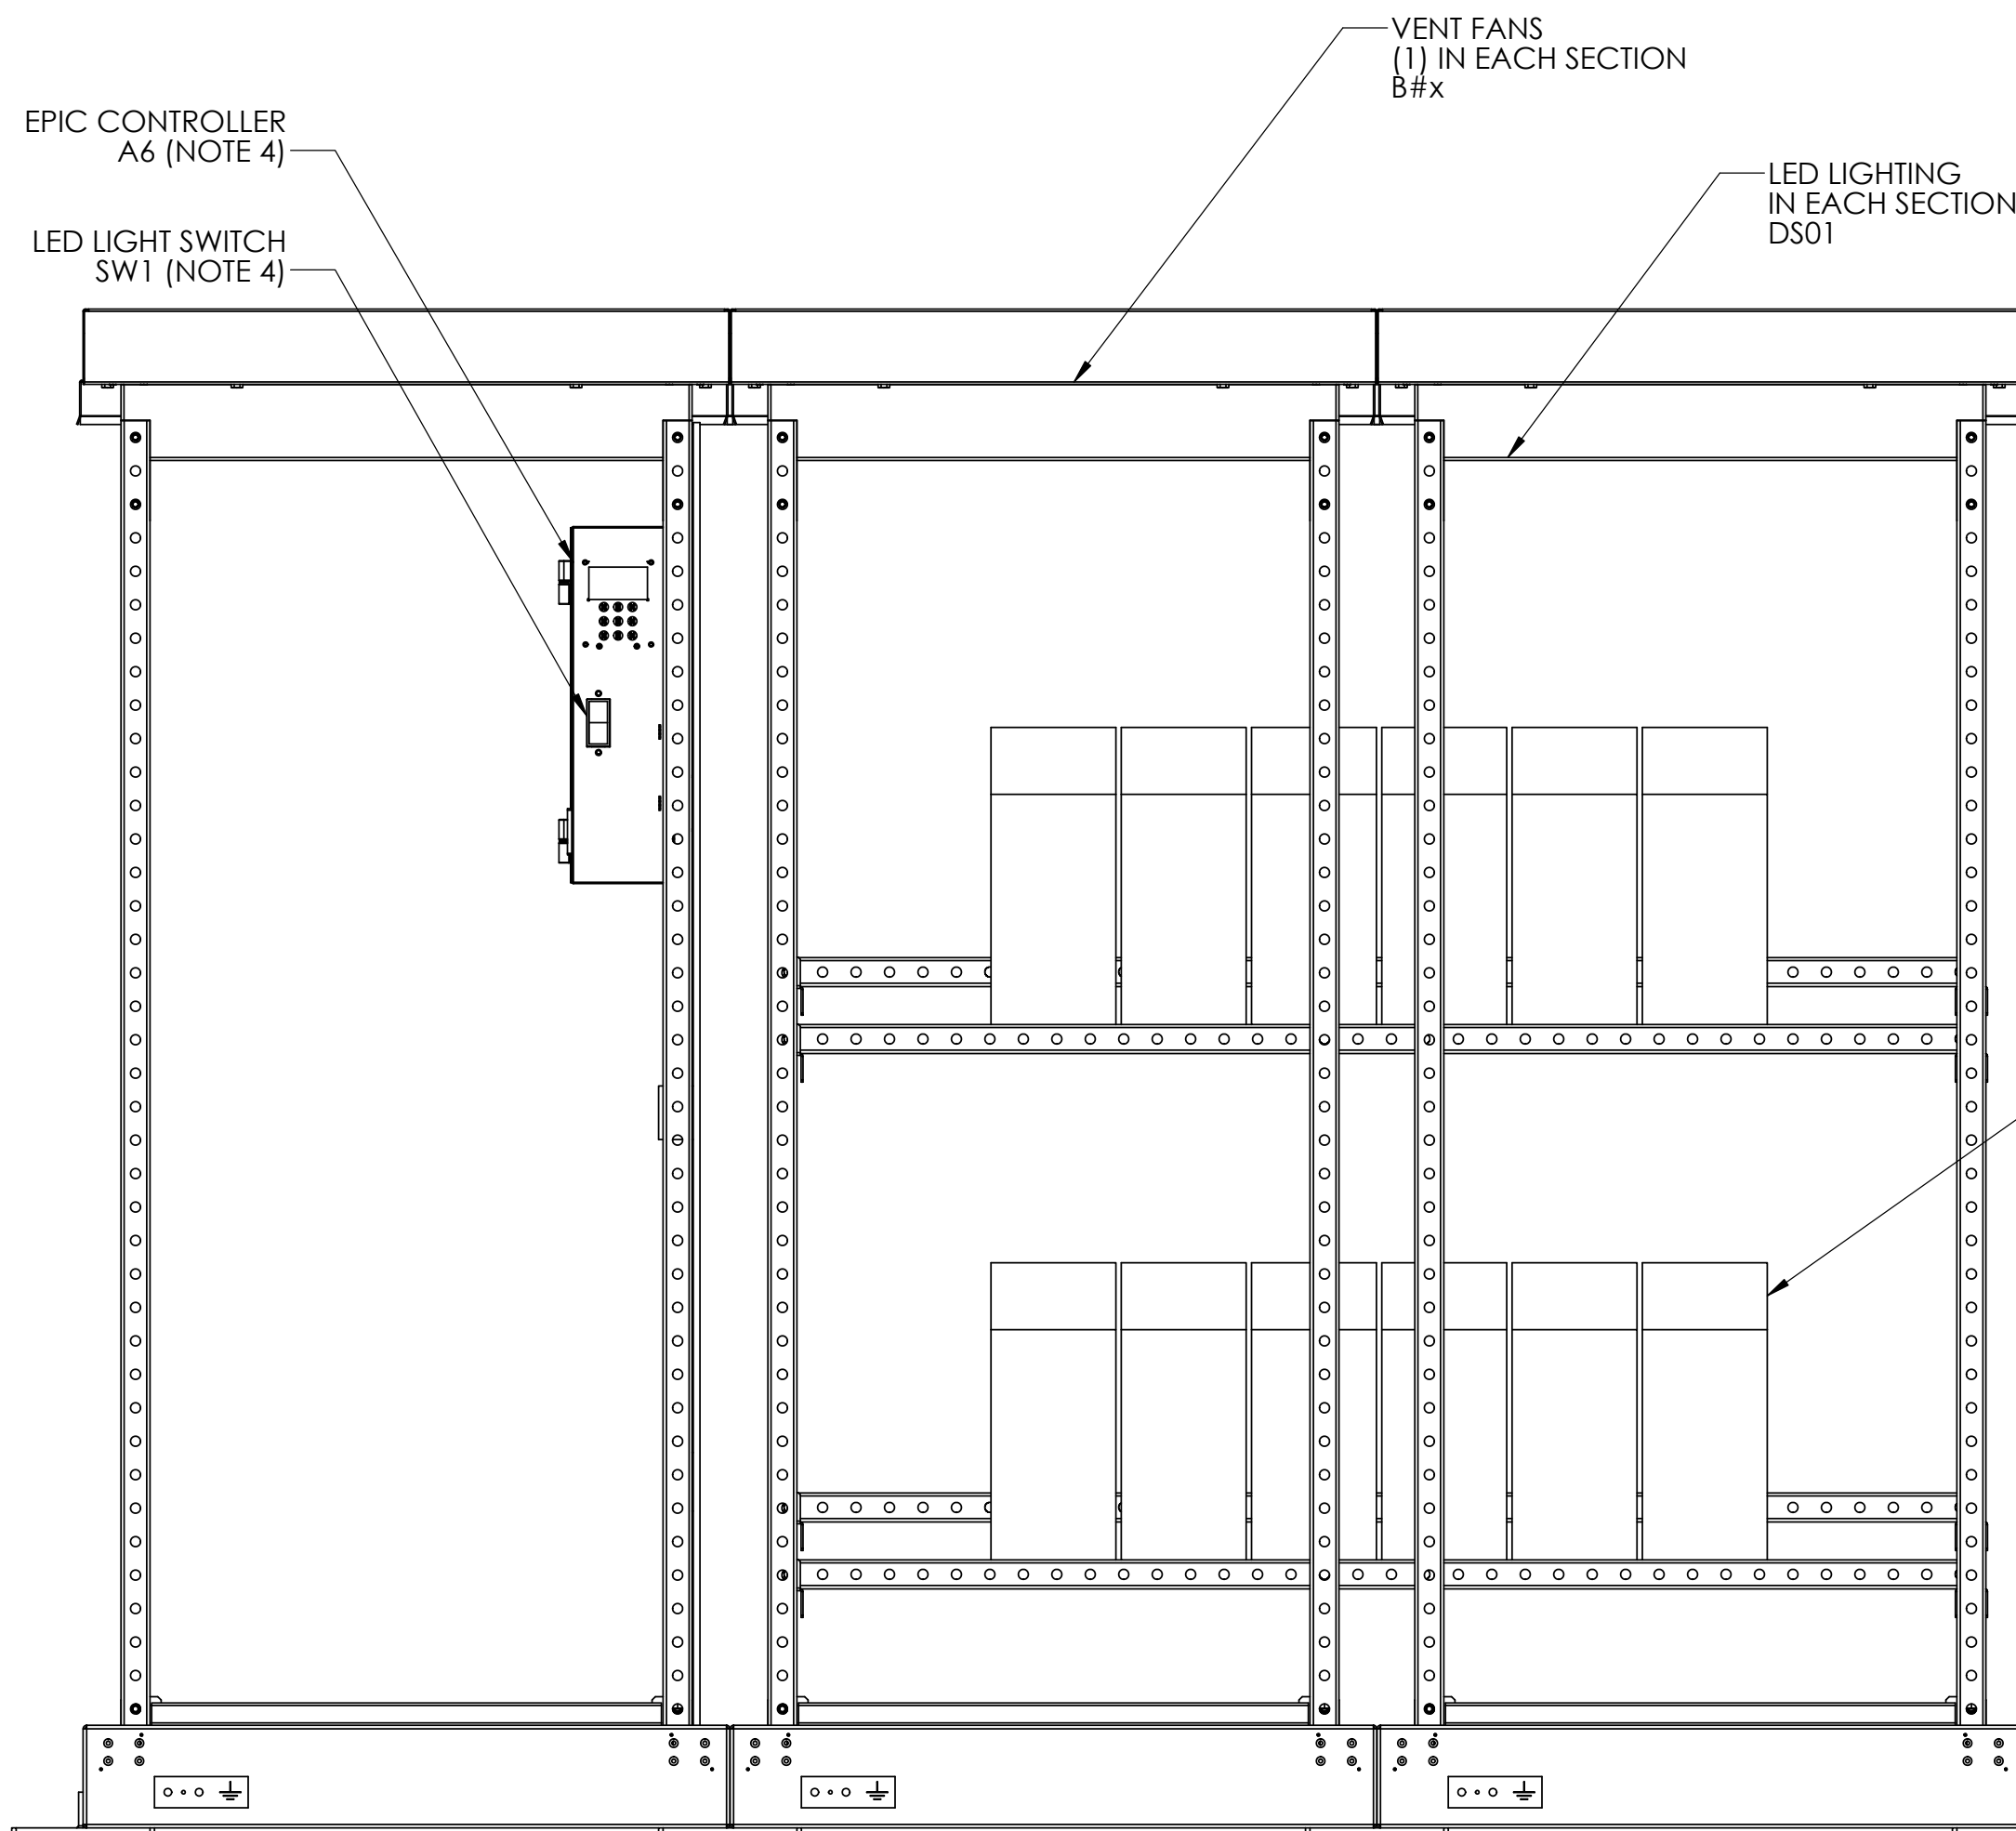 VENT FANS
(1) IN EACH SECTION
B#x
EPIC CONTROLLER
A6 (NOTE 4)
LED LIGHTING
IN EACH SECTION
DS01
LED LIGHT SWITCH
SW1 (NOTE 4)